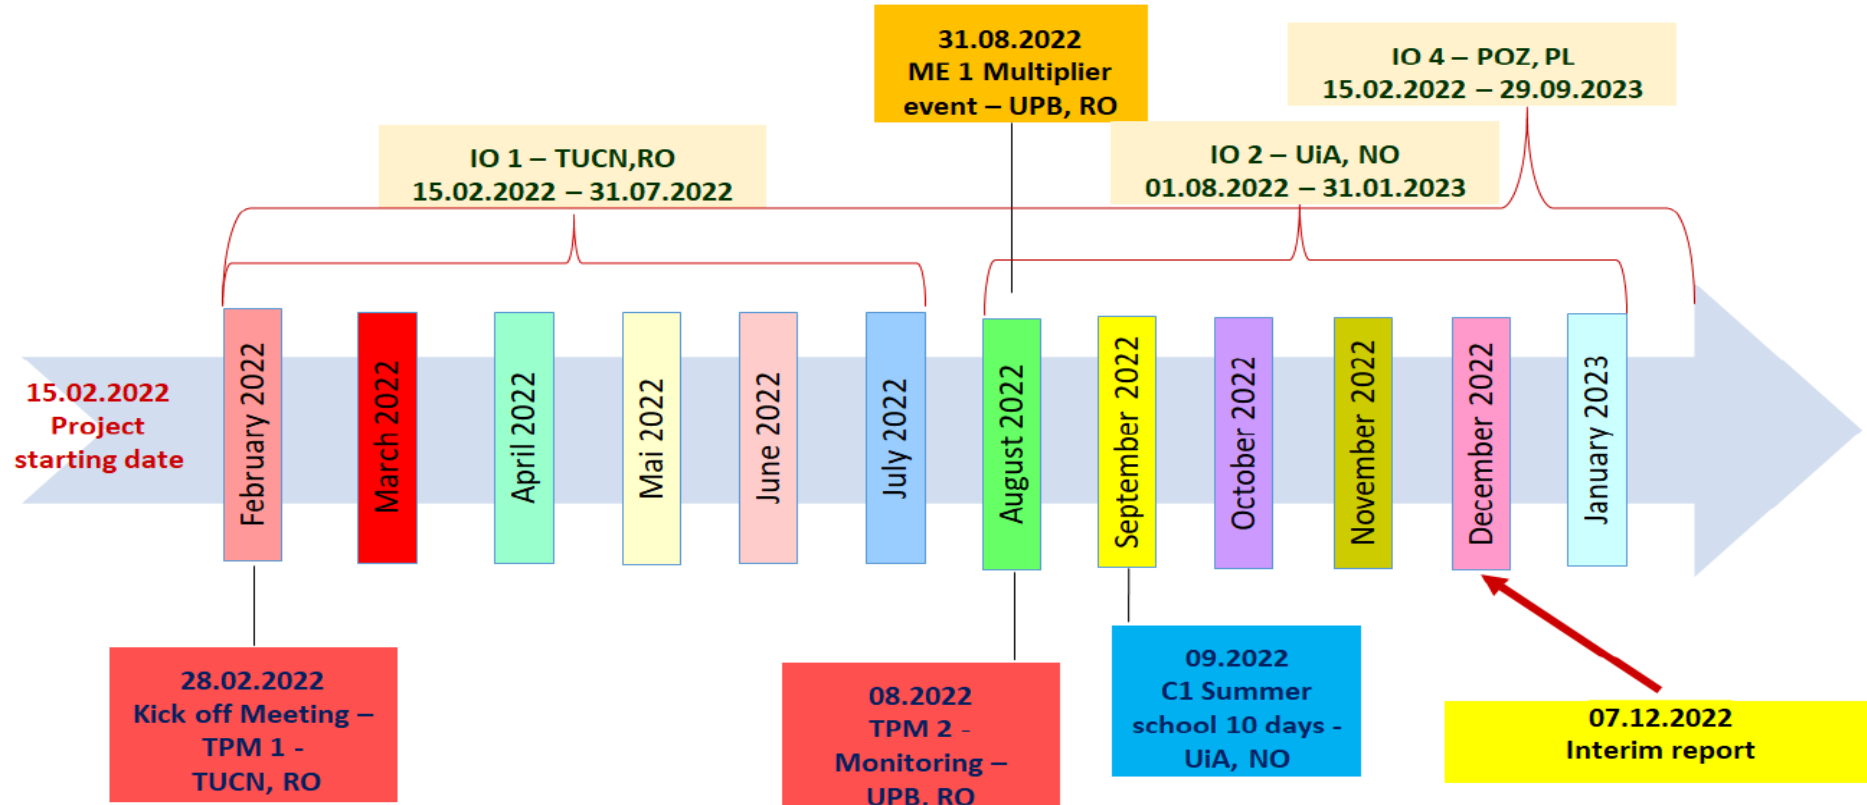 31.08.2022
ME 1 Multiplier
event – UPB, RO
IO 4 – POZ, PL
15.02.2022 – 29.09.2023
IO 1 – TUCN,RO
15.02.2022 – 31.07.2022
IO 2 – UiA, NO
01.08.2022 – 31.01.2023
15.02.2022
Project
starting date
February 2022
March 2022
April 2022
Mai 2022
June 2022
July 2022
August 2022
September 2022
October 2022
November 2022
December 2022
January 2023
28.02.2022
Kick off Meeting –
TPM 1 -
TUCN, RO
08.2022
TPM 2 -
Monitoring –
UPB, RO
09.2022
C1 Summer
school 10 days -
UiA, NO
07.12.2022
Interim report